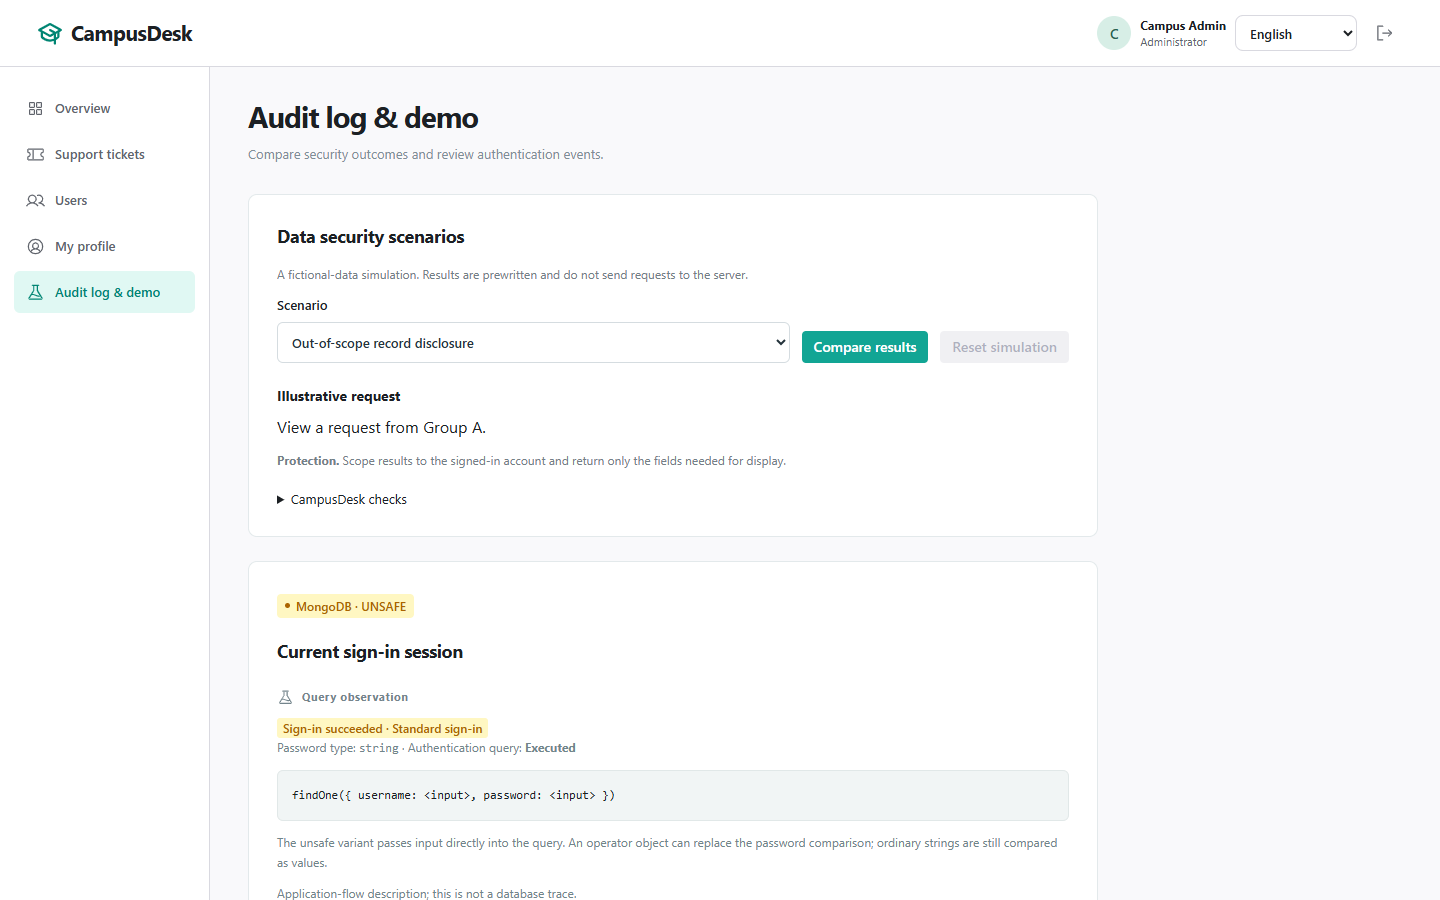 CampusDesk
C
Campus Admin
Administrator
English
Overview
Support tickets
Users
My profile
Audit log & demo
Audit log & demo
Compare security outcomes and review authentication events.
Data security scenarios
A fictional-data simulation. Results are prewritten and do not send requests to the server.
Scenario
Out-of-scope record disclosure
Compare results
Reset simulation
Illustrative request
View a request from Group A.
Protection. Scope results to the signed-in account and return only the fields needed for display.
CampusDesk checks
MongoDB · UNSAFE
Current sign-in session
Query observation
Sign-in succeeded · Standard sign-in
Password type: string · Authentication query: Executed
findOne({ username: <input>, password: <input> })
The unsafe variant passes input directly into the query. An operator object can replace the password comparison; ordinary strings are still compared
as values.
Application-flow description; this is not a database trace.